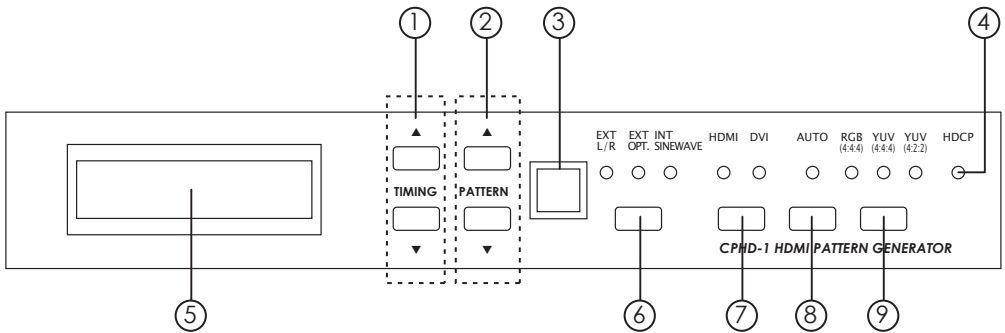 ① ② ③ ④
▲ ▲
EXT L/R EXT OPT. INT SINEWAVE HDMI DVI AUTO RGB (4:4:4) YUV (4:4:4) YUV (4:2:2) HDCP
TIMING PATTERN
▼ ▼
CPHD-1 HDMI PATTERN GENERATOR
⑤ ⑥ ⑦ ⑧ ⑨